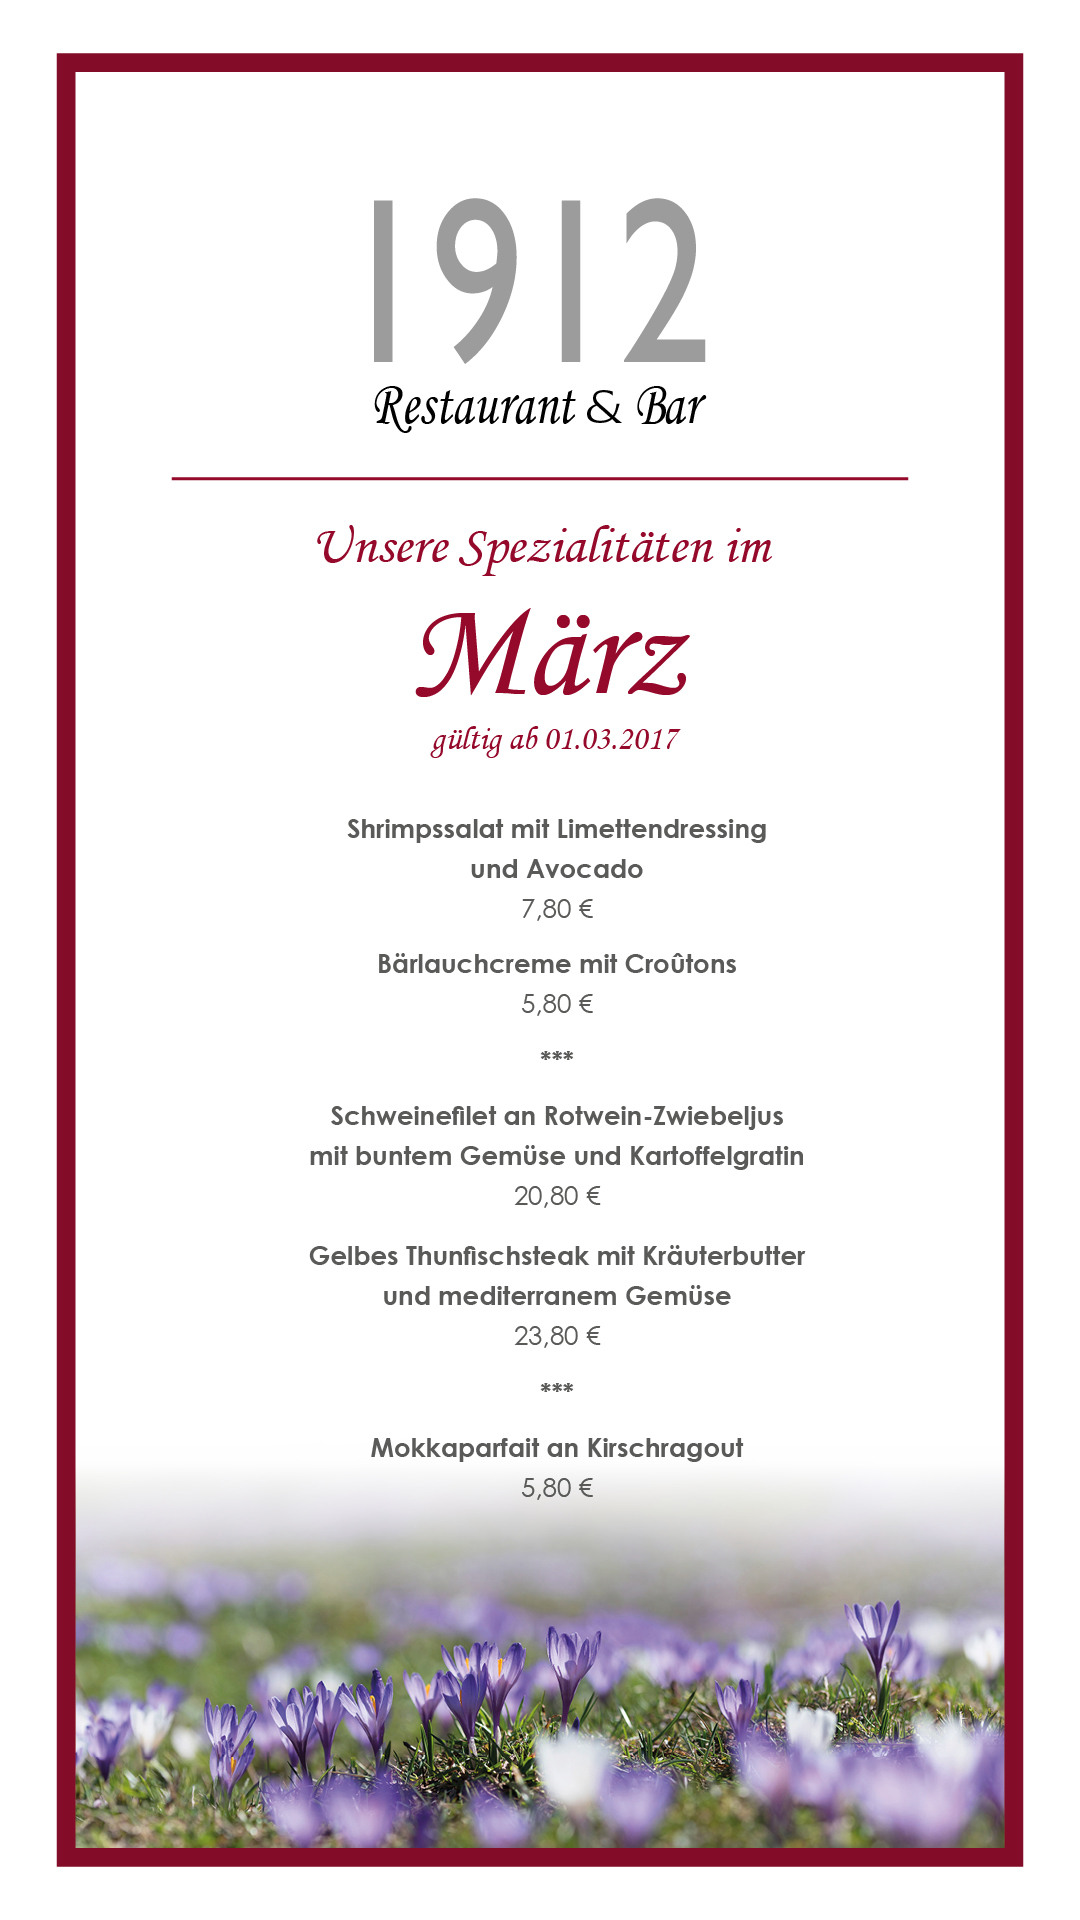 1912
Restaurant & Bar
Unsere Spezialitäten im
März
gültig ab 01.03.2017
Shrimpssalat mit Limettendressing
und Avocado
7,80 €
Bärlauchcreme mit Croûtons
5,80 €
***
Schweinefilet an Rotwein-Zwiebeljus
mit buntem Gemüse und Kartoffelgratin
20,80 €
Gelbes Thunfischsteak mit Kräuterbutter
und mediterranem Gemüse
23,80 €
***
Mokkaparfait an Kirschragout
5,80 €